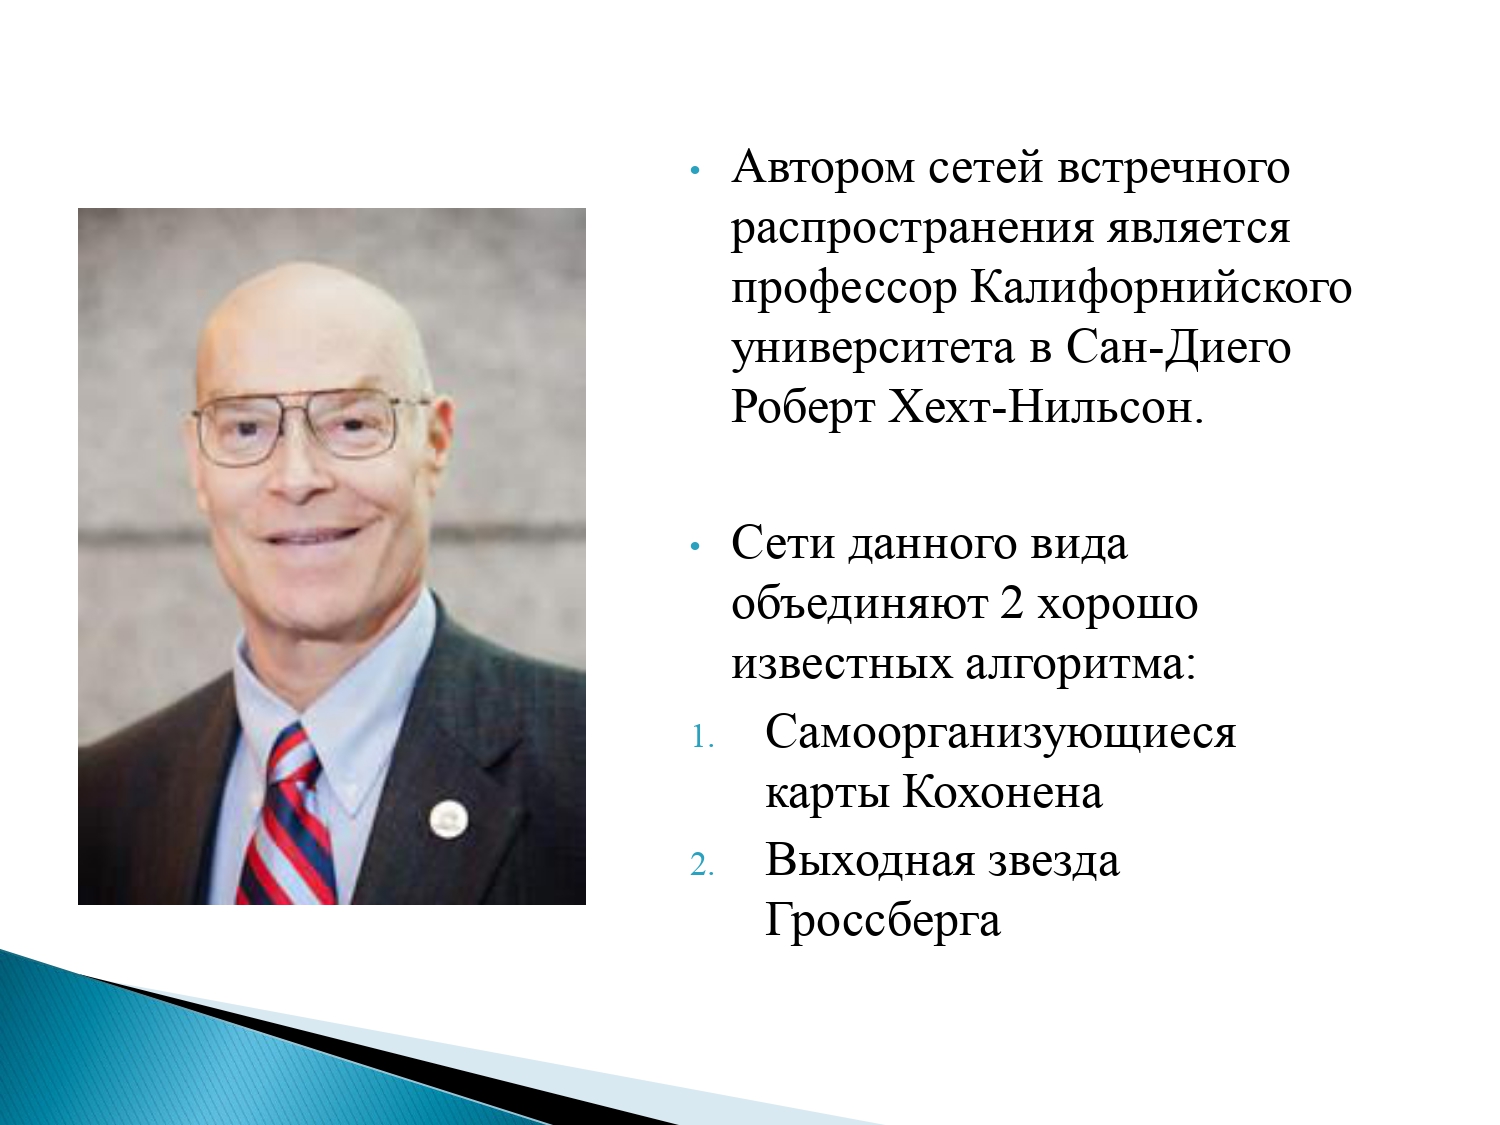 • Автором сетей встречного
распространения является
профессор Калифорнийского
университета в Сан-Диего
Роберт Хехт-Нильсон.
• Сети данного вида
объединяют 2 хорошо
известных алгоритма:
1. Самоорганизующиеся
карты Кохонена
2. Выходная звезда
Гроссберга